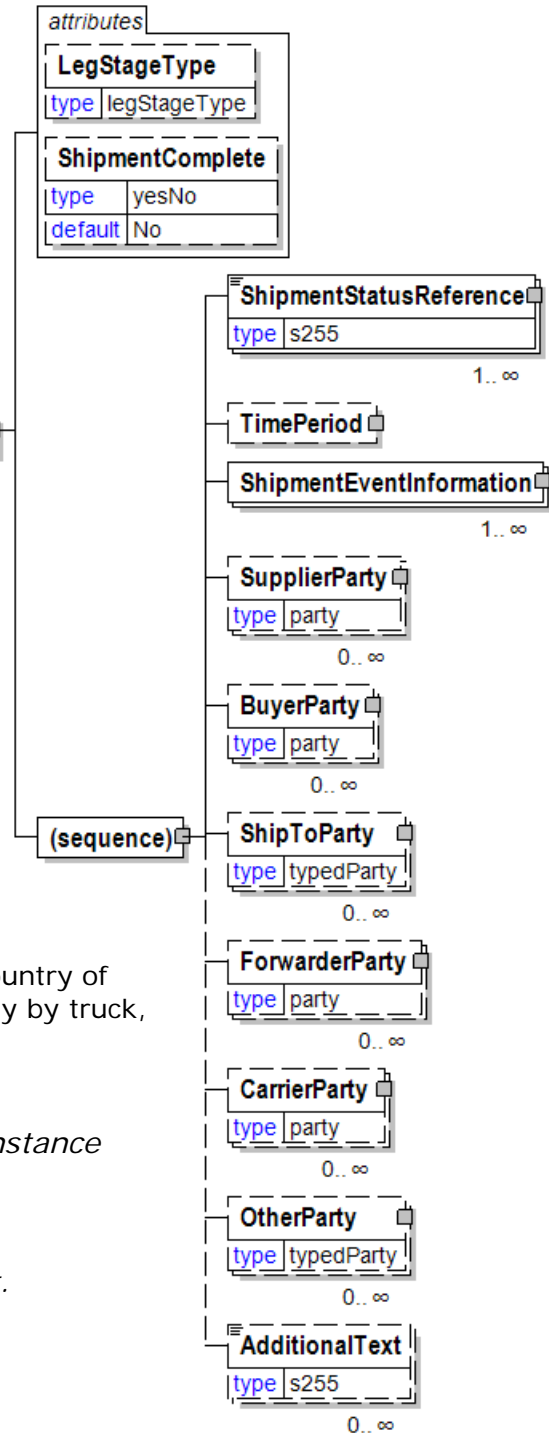 attributes
LegStageType
type legStageType
ShipmentComplete
type yesNo
default No
ShipmentStatusReference
type s255
1.. ∞
TimePeriod
ShipmentEventInformation
1.. ∞
SupplierParty
type party
0.. ∞
BuyerParty
type party
0.. ∞
(sequence)
ShipToParty
type typedParty
0.. ∞
ForwarderParty
type party
0.. ∞
CarrierParty
type party
0.. ∞
OtherParty
type typedParty
0.. ∞
AdditionalText
type s255
0.. ∞
ountry of
y by truck,
nstance